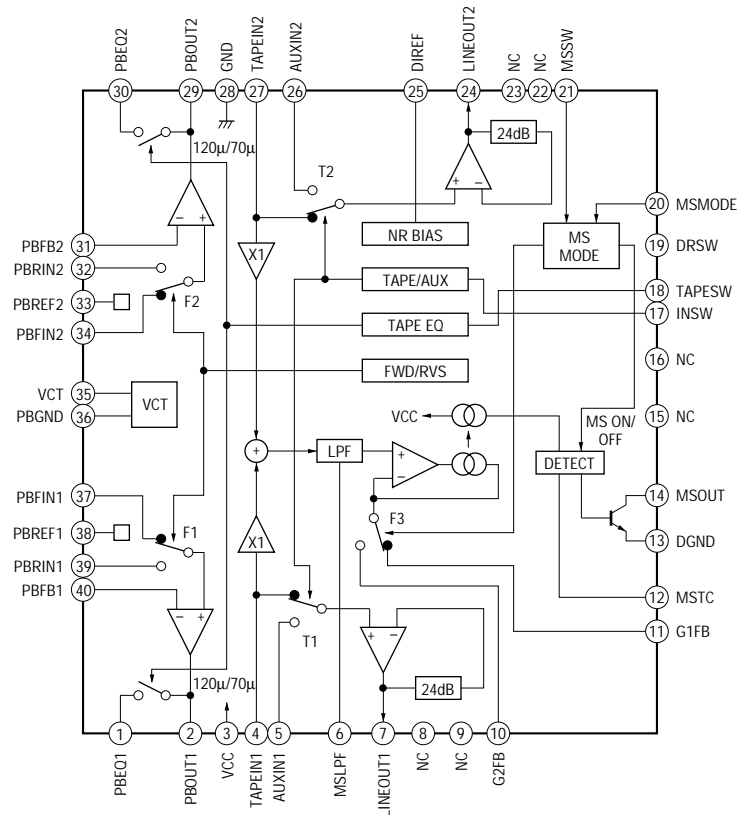 PBEQ2
PBOUT2
GND
TAPEIN2
AUXIN2
DIREF
LINEOUT2
NC
NC
MSSW
30
29
28
27
26
25
24
23
22
21
120μ/70μ
T2
24dB
+
−
NR BIAS
MS
MODE
20
MSMODE
19
DRSW
18
TAPESW
17
INSW
16
NC
15
NC
−
+
PBFB2
31
PBRIN2
32
PBREF2
33
PBFIN2
34
F2
X1
TAPE/AUX
TAPE EQ
FWD/RVS
VCT
35
PBGND
36
VCT
VCC
MS ON/
OFF
+
LPF
+
−
DETECT
14
MSOUT
13
DGND
12
MSTC
11
G1FB
PBFIN1
37
PBREF1
38
PBRIN1
39
PBFB1
40
F1
X1
F3
−
+
T1
+
−
24dB
120μ/70μ
1
2
3
4
5
6
7
8
9
10
PBEQ1
PBOUT1
VCC
TAPEIN1
AUXIN1
MSLPF
LINEOUT1
NC
NC
G2FB